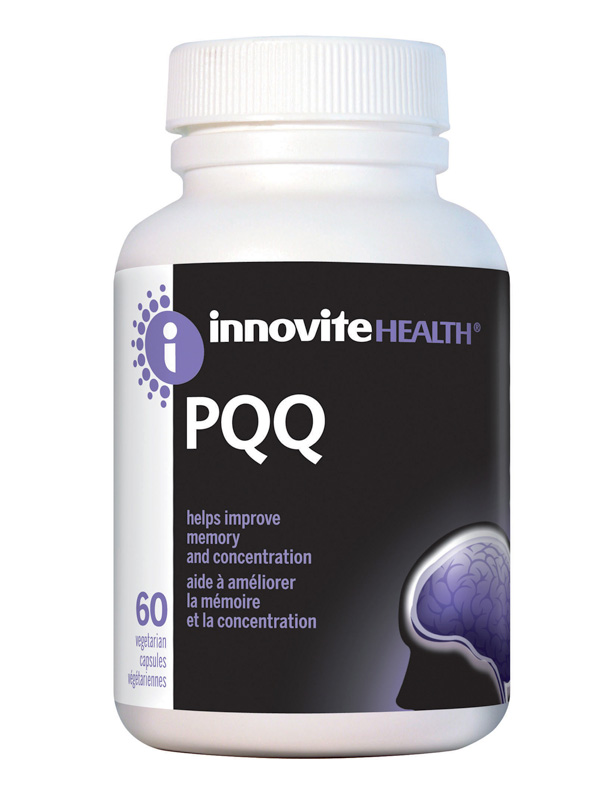 i innoviteHEALTH®
PQQ
helps improve
memory
and concentration
aide à améliorer
la mémoire
et la concentration
60
vegetarian
capsules
végétariennes